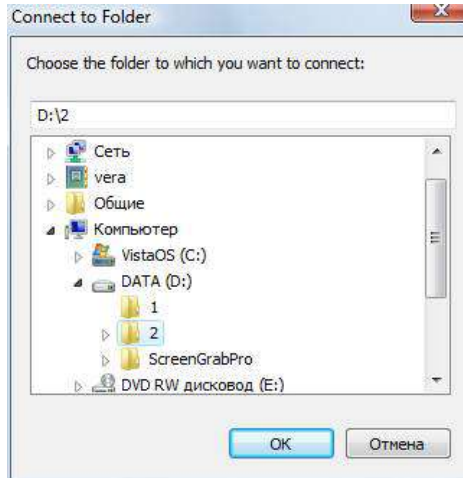 Connect to Folder
Choose the folder to which you want to connect:
D:\2
Сеть
vera
Общие
Компьютер
VistaOS (C:)
DATA (D:)
1
2
ScreenGrabPro
DVD RW дисковод (E:)
OK
Отмена